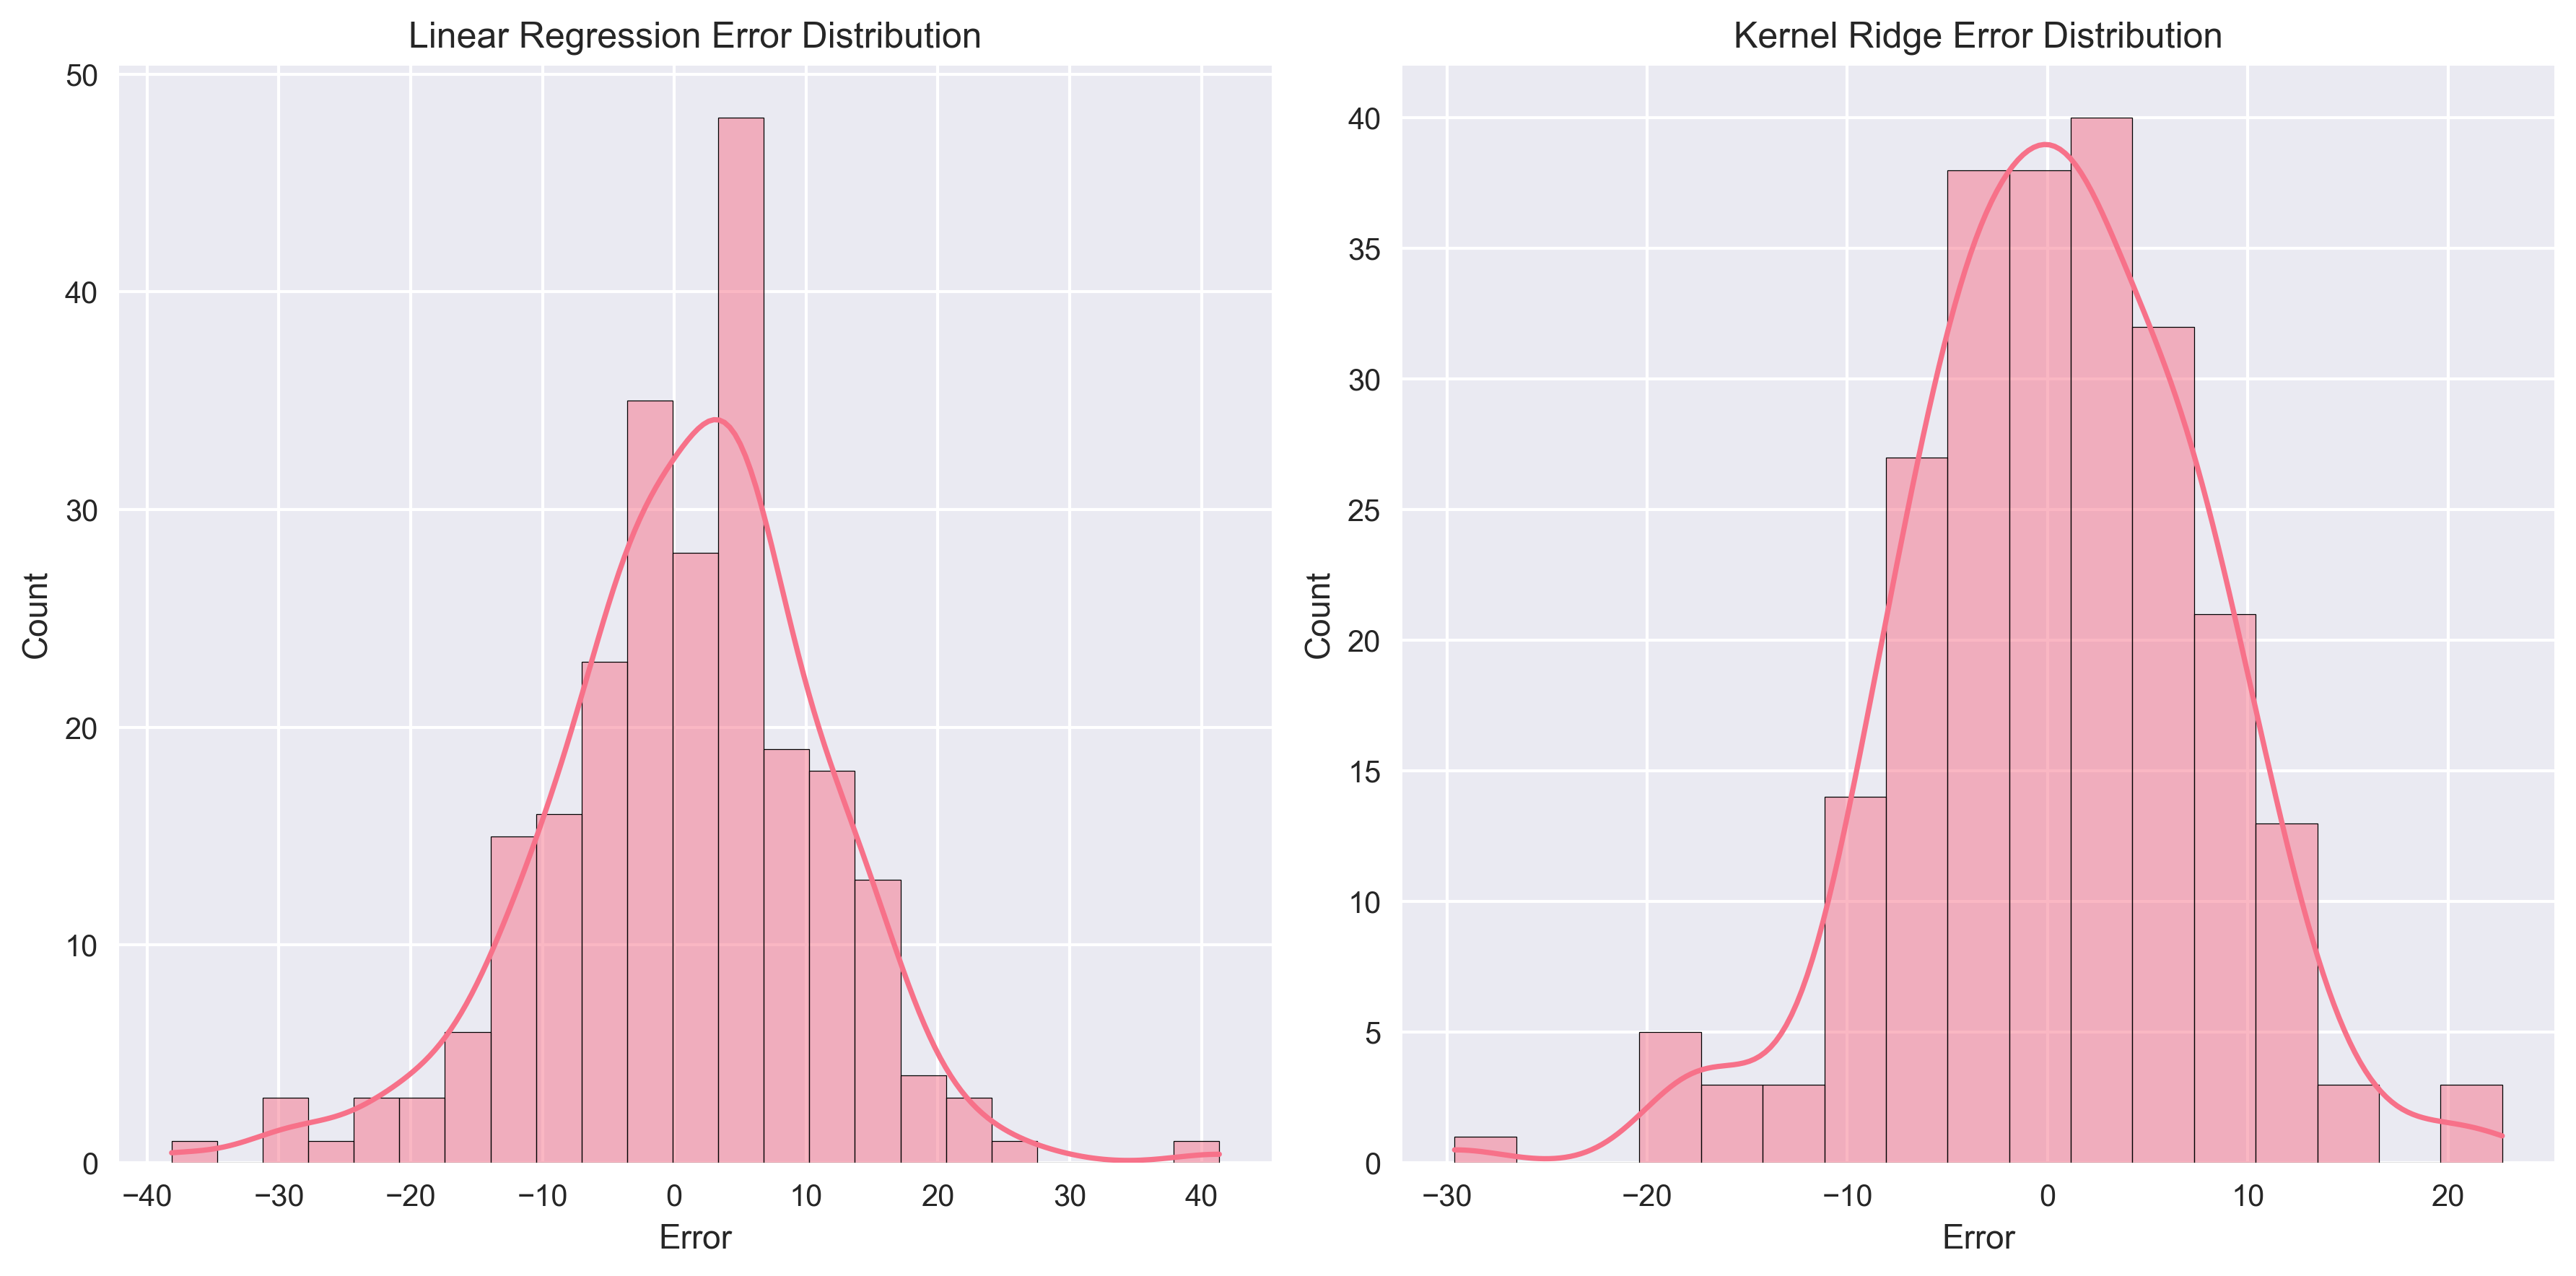 Linear Regression Error Distribution
50
40
30
20
10
0
Count
−40 −30 −20 −10 0 10 20 30 40
Error
Kernel Ridge Error Distribution
40
35
30
25
20
15
10
5
0
Count
−30 −20 −10 0 10 20
Error